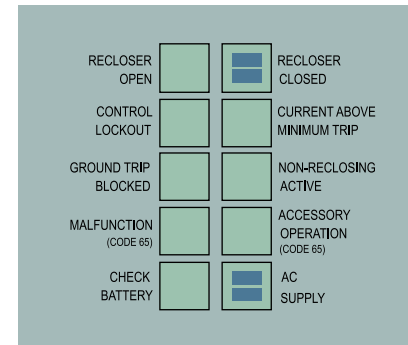 RECLOSER
OPEN
RECLOSER
CLOSED
CONTROL
LOCKOUT
CURRENT ABOVE
MINIMUM TRIP
GROUND TRIP
BLOCKED
NON-RECLOSING
ACTIVE
MALFUNCTION
(CODE 65)
ACCESSORY
OPERATION
(CODE 65)
CHECK
BATTERY
AC
SUPPLY